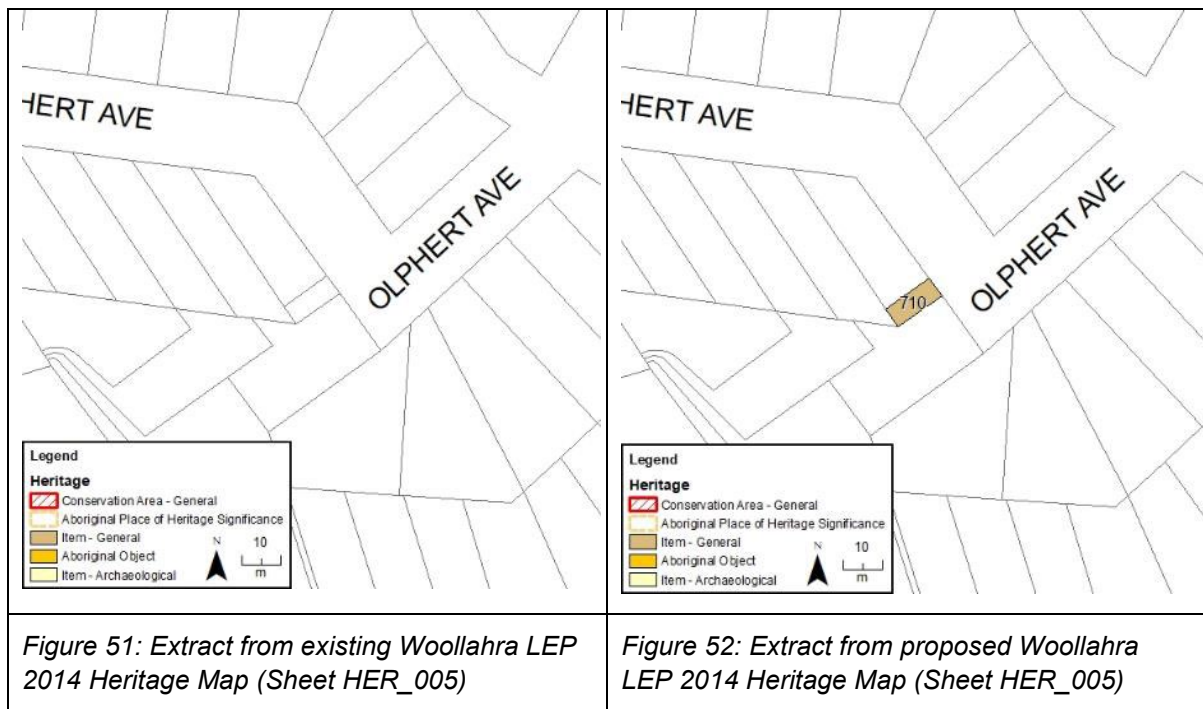 HERT AVE
OLPHERT AVE
Legend
Heritage
Conservation Area - General
Aboriginal Place of Heritage Significance
Item - General
Aboriginal Object
Item - Archaeological
N
10
m
Figure 51: Extract from existing Woollahra LEP
2014 Heritage Map (Sheet HER_005)
HERT AVE
OLPHERT AVE
710
Legend
Heritage
Conservation Area - General
Aboriginal Place of Heritage Significance
Item - General
Aboriginal Object
Item - Archaeological
N
10
m
Figure 52: Extract from proposed Woollahra
LEP 2014 Heritage Map (Sheet HER_005)